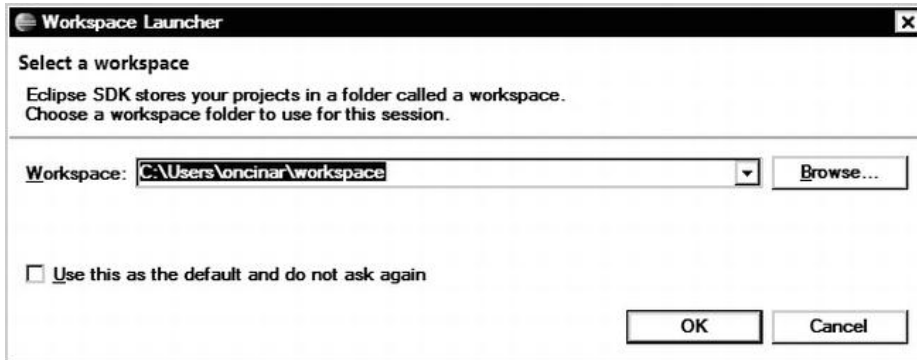 Workspace Launcher
Select a workspace
Eclipse SDK stores your projects in a folder called a workspace.
Choose a workspace folder to use for this session.
Workspace: C:\Users\oncinar\workspace Browse...
Use this as the default and do not ask again
OK Cancel